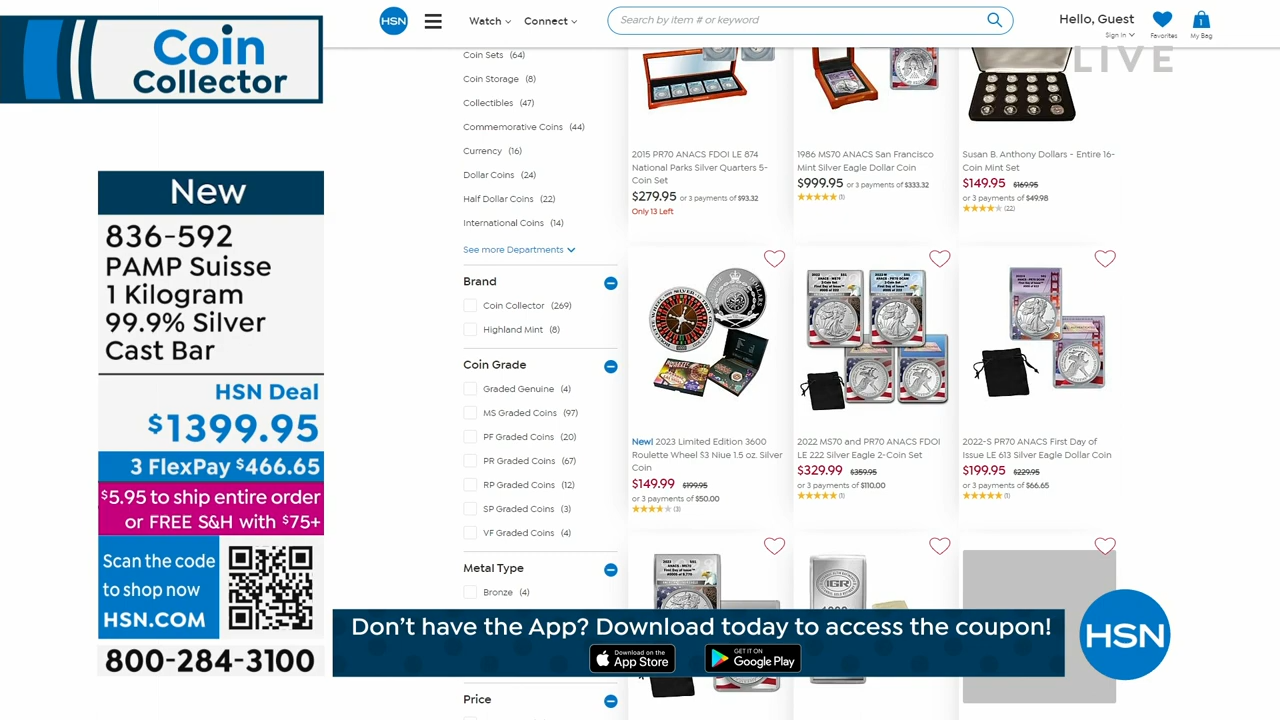 Coin
Collector
HSN
Watch
Connect
Search by item # or keyword
Hello, Guest
Sign In
Favorites
1
My Bag
LIVE
New
836-592
PAMP Suisse
1 Kilogram
99.9% Silver
Cast Bar
HSN Deal
$1399.95
3 FlexPay $466.65
$5.95 to ship entire order
or FREE S&H with $75+
Scan the code
to shop now
HSN.COM
800-284-3100
Coin Sets (64)
Coin Storage (8)
Collectibles (47)
Commemorative Coins (44)
Currency (16)
Dollar Coins (24)
Half Dollar Coins (22)
International Coins (14)
See more Departments
Brand
Coin Collector (269)
Highland Mint (8)
Coin Grade
Graded Genuine (4)
MS Graded Coins (97)
PF Graded Coins (20)
PR Graded Coins (67)
RP Graded Coins (12)
SP Graded Coins (3)
VF Graded Coins (4)
Metal Type
Bronze (4)
Price
2015 PR70 ANACS FDOI LE 874
National Parks Silver Quarters 5-
Coin Set
$279.95 or 3 payments of $93.32
Only 13 Left
1986 MS70 ANACS San Francisco
Mint Silver Eagle Dollar Coin
$999.95 or 3 payments of $333.32
(1)
Susan B. Anthony Dollars - Entire 16-
Coin Mint Set
$149.95 $169.95
or 3 payments of $49.98
(22)
New! 2023 Limited Edition 3600
Roulette Wheel $3 Niue 1.5 oz. Silver
Coin
$149.99 $199.95
or 3 payments of $50.00
(3)
2022 MS70 and PR70 ANACS FDOI
LE 222 Silver Eagle 2-Coin Set
$329.99 $359.95
or 3 payments of $110.00
(1)
2022-S PR70 ANACS First Day of
Issue LE 613 Silver Eagle Dollar Coin
$199.95 $229.95
or 3 payments of $66.65
(1)
IGR
Don't have the App? Download today to access the coupon!
Download on the
App Store
GET IT ON
Google Play
HSN